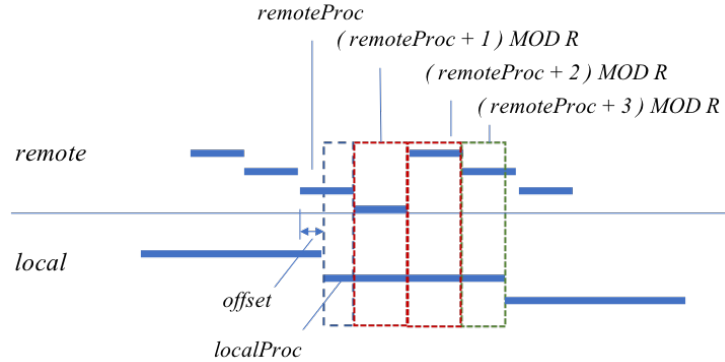 remoteProc
( remoteProc + 1 ) MOD R
( remoteProc + 2 ) MOD R
( remoteProc + 3 ) MOD R
remote
local
offset
localProc